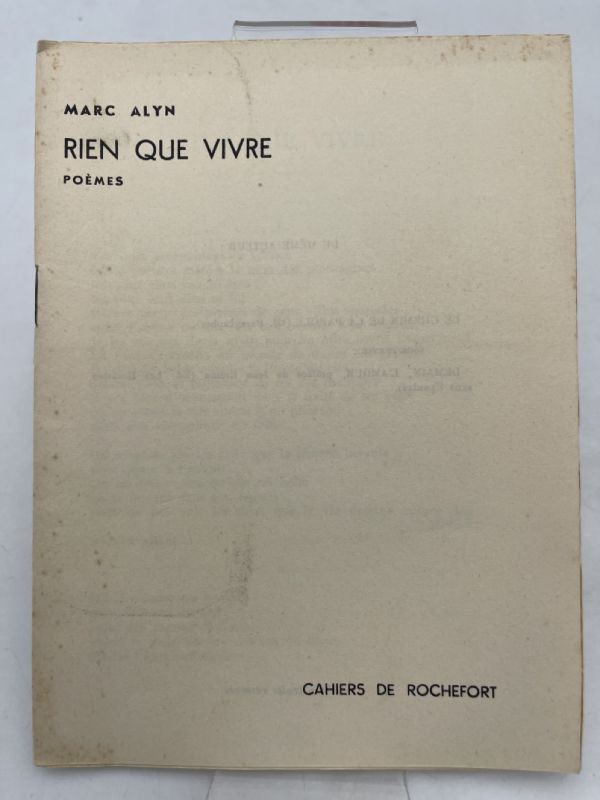 MARC ALYN
RIEN QUE VIVRE
POÈMES
CAHIERS DE ROCHEFORT